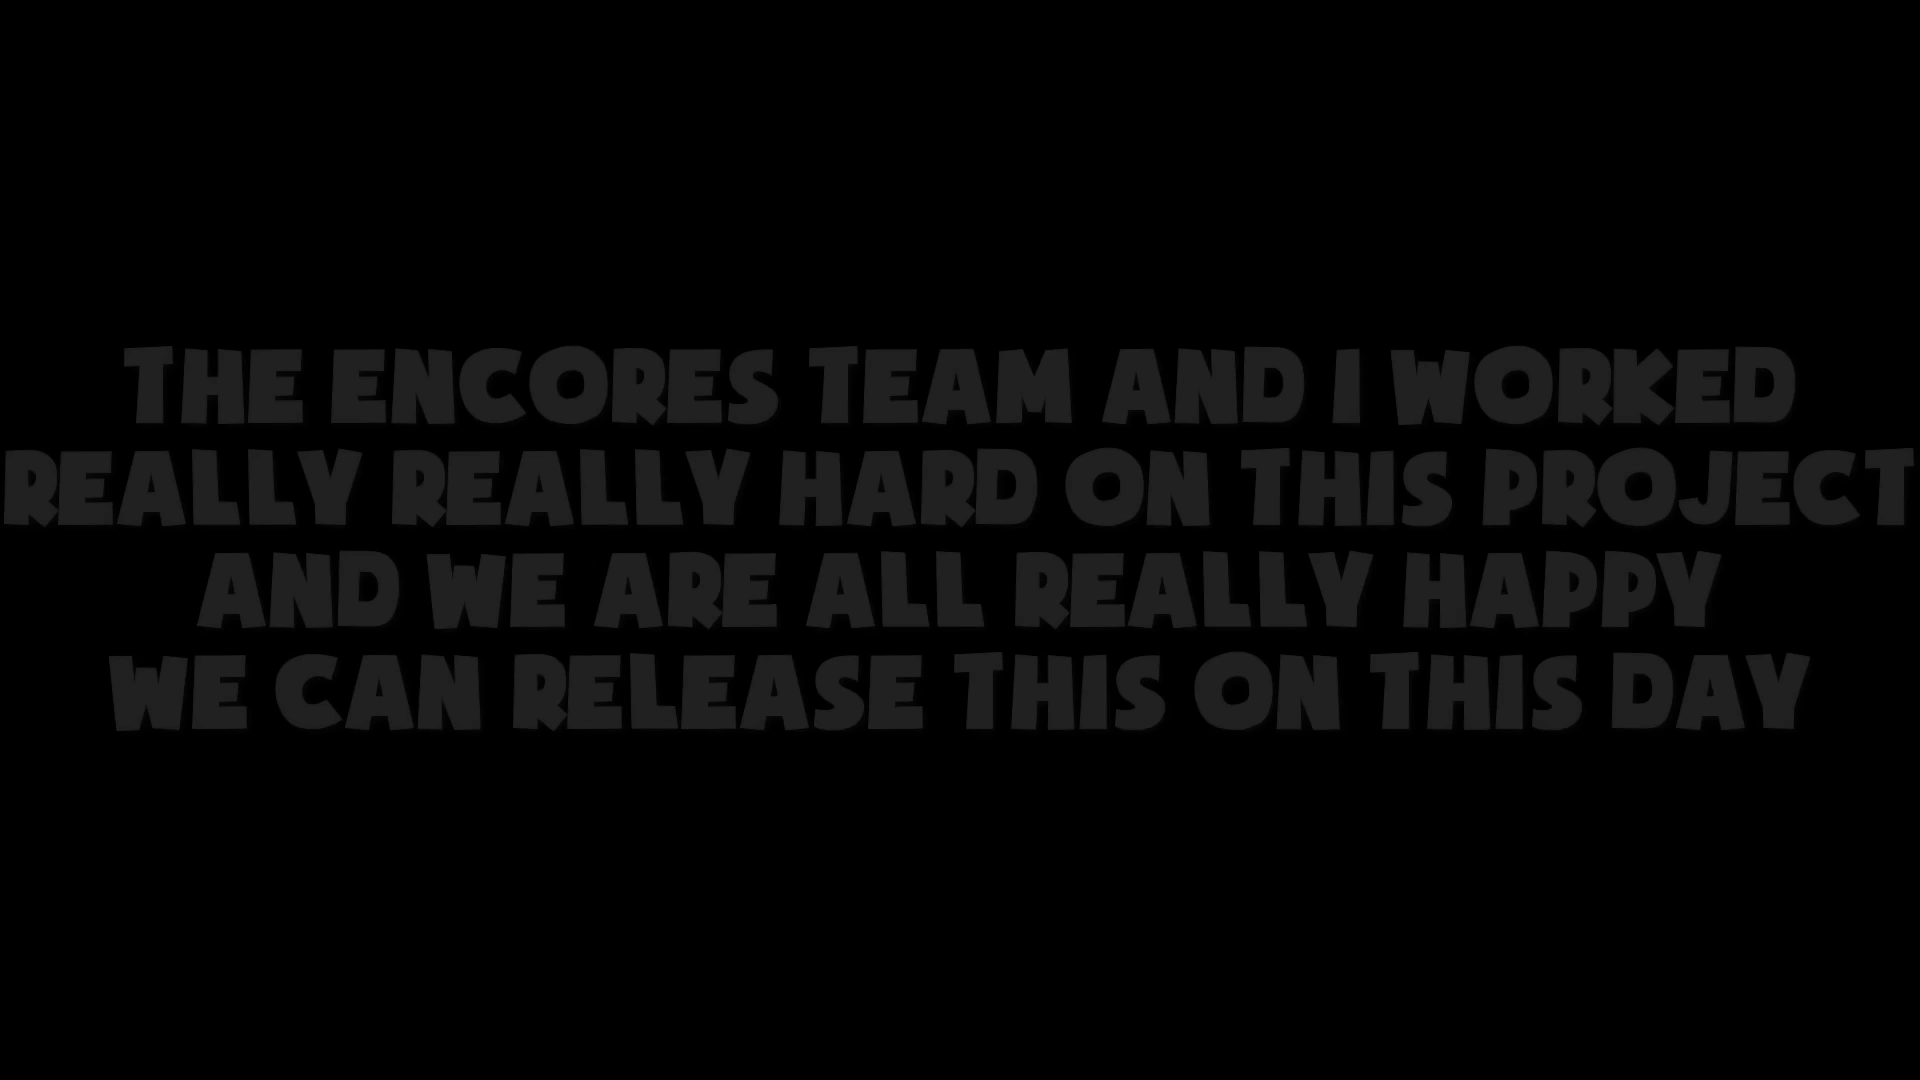 THE ENCORES TEAM AND I WORKED
REALLY REALLY HARD ON THIS PROJECT
AND WE ARE ALL REALLY HAPPY
WE CAN RELEASE THIS ON THIS DAY